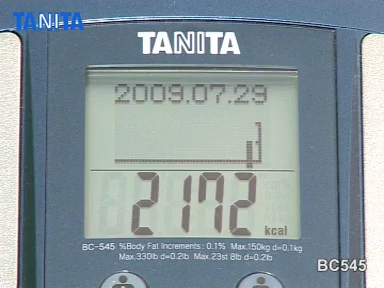 TANITA
TANITA
2009.07.29
2172 kcal
BC-545 %Body Fat Increments: 0.1% Max.150kg d=0.1kg
Max.330lb d=0.2lb Max.23st 8lb d=0.2lb
BC545